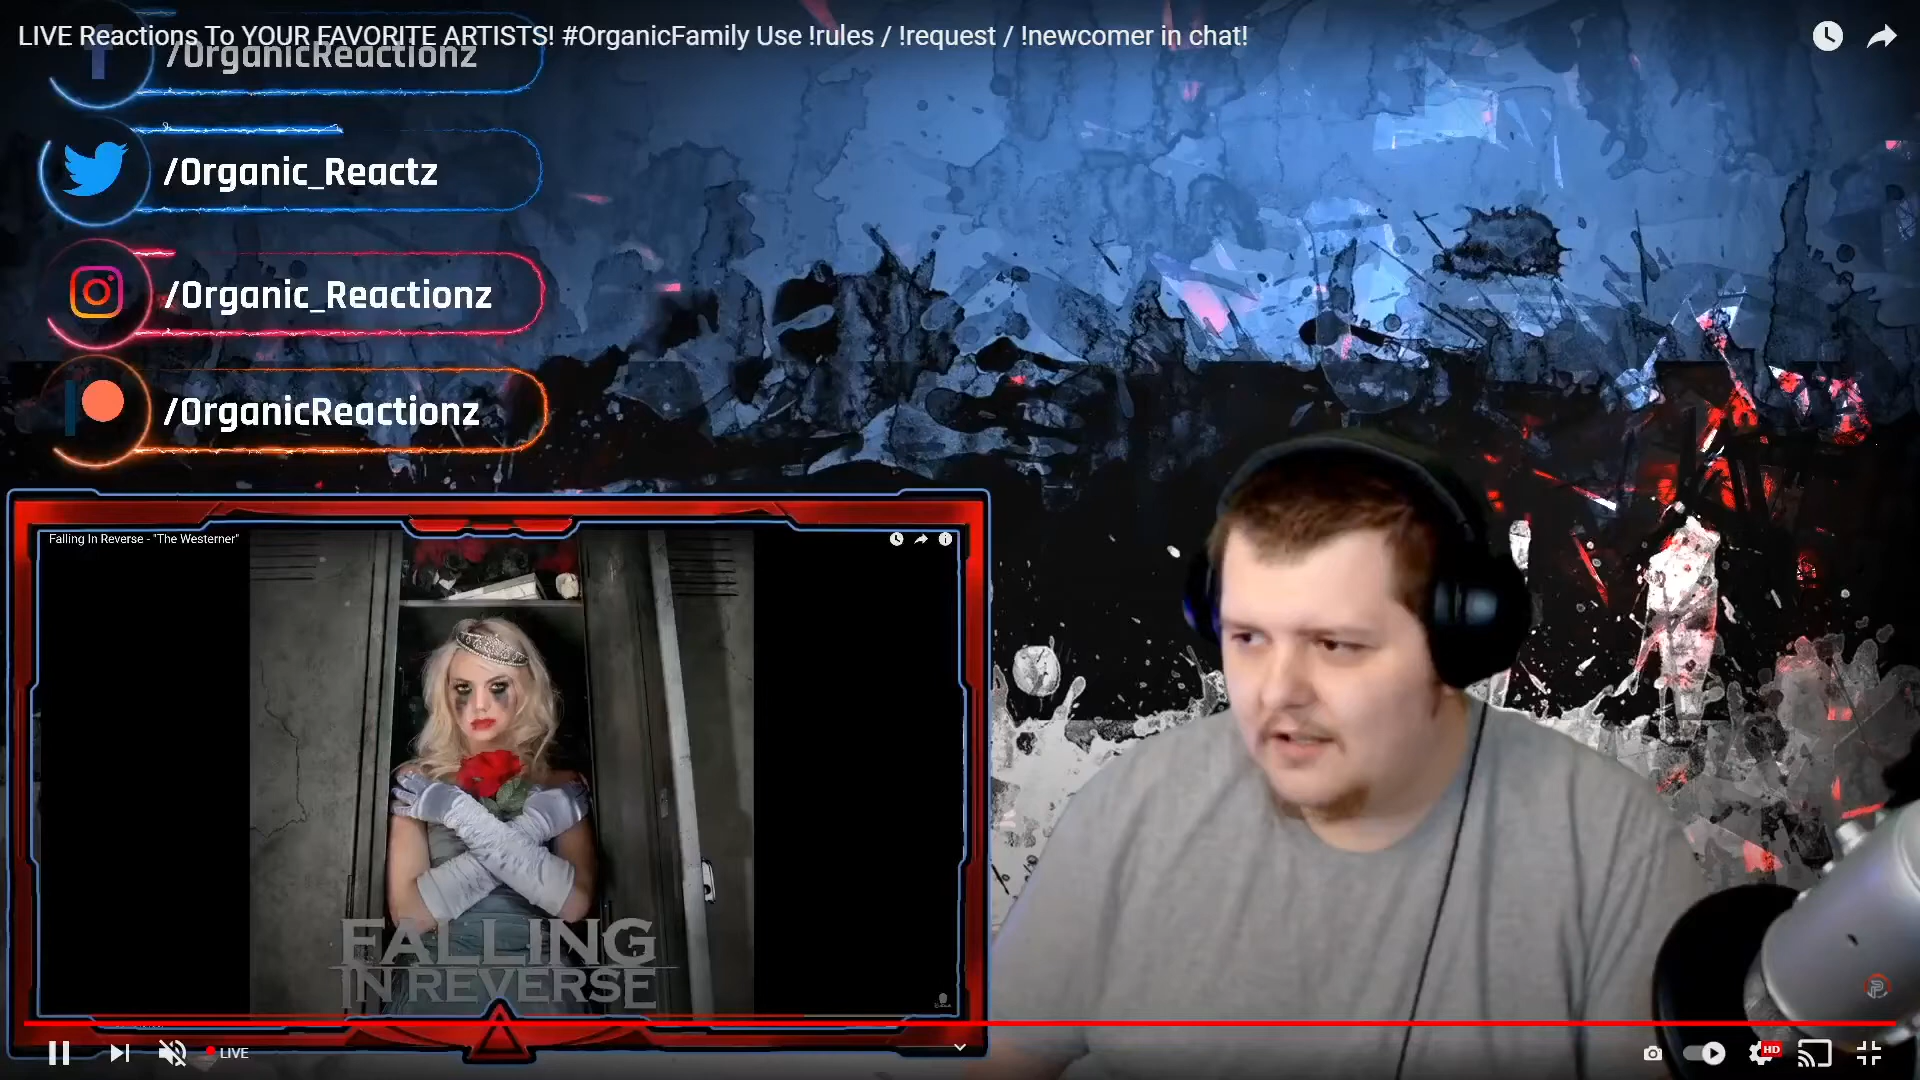 LIVE Reactions To YOUR FAVORITE ARTISTS! #OrganicFamily Use !rules / !request / !newcomer in chat!
/OrganicReactionz
/Organic_Reactz
/Organic_Reactionz
/OrganicReactionz
Falling In Reverse - "The Westerner"
FALLING
IN REVERSE
LIVE
HD